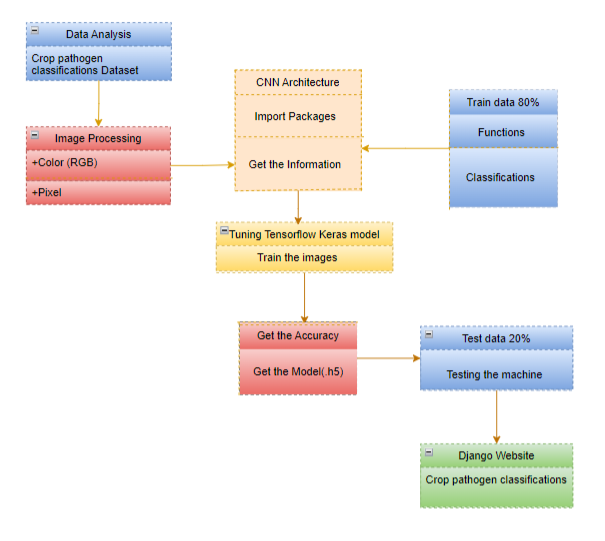 Data Analysis
Crop pathogen
classifications Dataset
Image Processing
+Color (RGB)
+Pixel
CNN Architecture
Import Packages
Get the Information
Train data 80%
Functions
Classifications
Tuning Tensorflow Keras model
Train the images
Get the Accuracy
Get the Model(.h5)
Test data 20%
Testing the machine
Django Website
Crop pathogen classifications